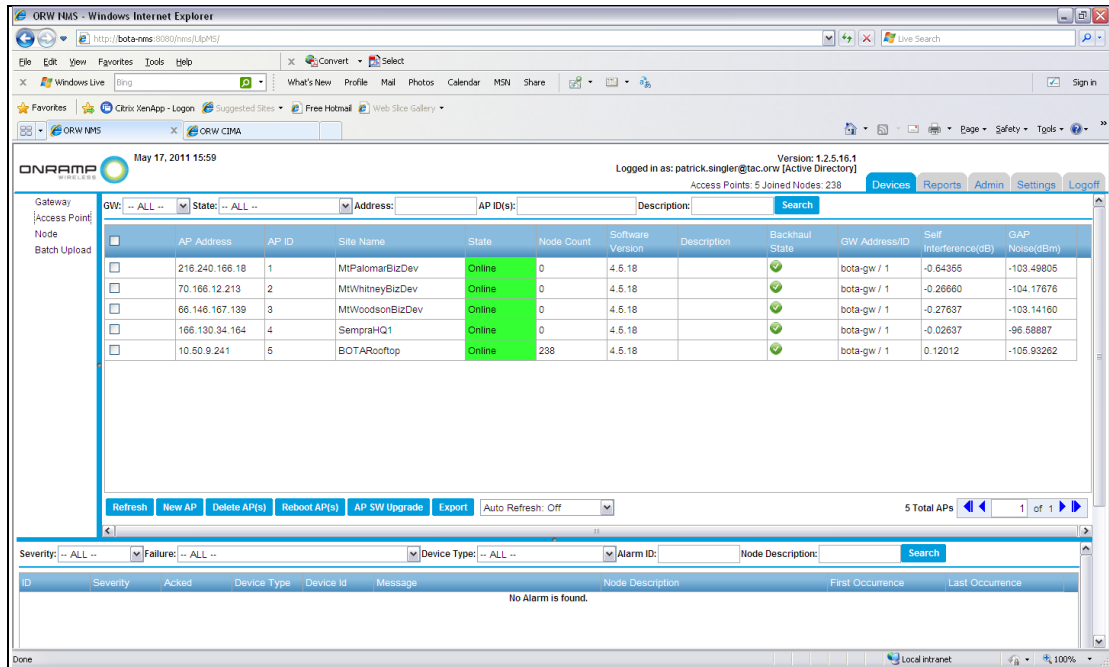 ORW NMS - Windows Internet Explorer
http://bota-nms:8080/nms/UlpMS/
Live Search
File Edit View Favorites Tools Help
x Convert Select
x Windows Live Bing What's New Profile Mail Photos Calendar MSN Share Sign in
Favorites Citrix XenApp - Logon Suggested Sites Free Hotmail Web Slice Gallery
ORW NMS x ORW CIMA Page Safety Tools
ONRAMP WIRELESS
May 17, 2011 15:59
Version: 1.2.5.16.1
Logged in as: patrick.singler@tac.orw [Active Directory]
Access Points: 5 Joined Nodes: 238
Devices Reports Admin Settings Logoff
Gateway
Access Point
Node
Batch Upload
GW: -- ALL -- State: -- ALL -- Address: AP ID(s): Description: Search
AP Address AP ID Site Name State Node Count Software Version Description Backhaul State GW Address/ID Self Interference(dB) GAP Noise(dBm)
216.240.166.18 1 MtPalomarBizDev Online 0 4.5.18 bota-gw / 1 -0.64355 -103.49805
70.166.12.213 2 MtWhitneyBizDev Online 0 4.5.18 bota-gw / 1 -0.26660 -104.17676
66.146.167.139 3 MtWoodsonBizDev Online 0 4.5.18 bota-gw / 1 -0.27637 -103.14160
166.130.34.164 4 SempraHQ1 Online 0 4.5.18 bota-gw / 1 -0.02637 -96.58887
10.50.9.241 5 BOTARooftop Online 238 4.5.18 bota-gw / 1 0.12012 -105.93262
Refresh New AP Delete AP(s) Reboot AP(s) AP SW Upgrade Export Auto Refresh: Off 5 Total APs 1 of 1
Severity: -- ALL -- Failure: -- ALL -- Device Type: -- ALL -- Alarm ID: Node Description: Search
ID Severity Acked Device Type Device Id Message Node Description First Occurrence Last Occurrence
No Alarm is found.
Done Local intranet 100%